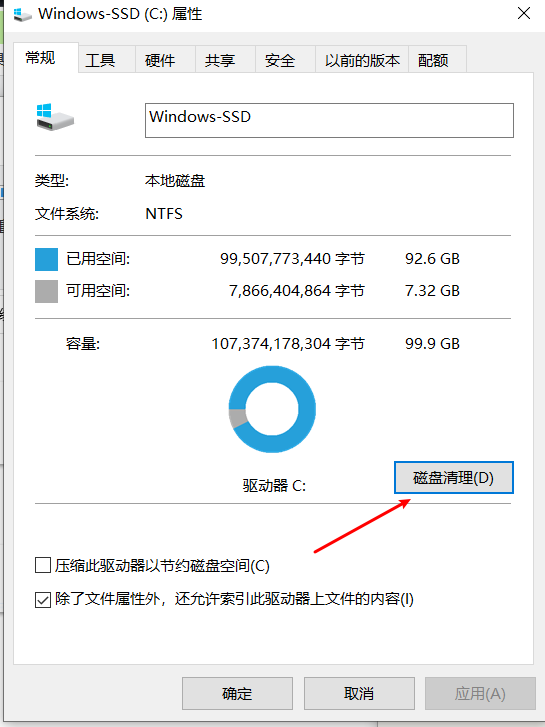 Windows-SSD (C:) 属性
常规 工具 硬件 共享 安全 以前的版本 配额
Windows-SSD
类型: 本地磁盘
文件系统: NTFS
已用空间: 99,507,773,440 字节 92.6 GB
可用空间: 7,866,404,864 字节 7.32 GB
容量: 107,374,178,304 字节 99.9 GB
驱动器 C: 磁盘清理(D)
压缩此驱动器以节约磁盘空间(C)
除了文件属性外，还允许索引此驱动器上文件的内容(I)
确定 取消 应用(A)